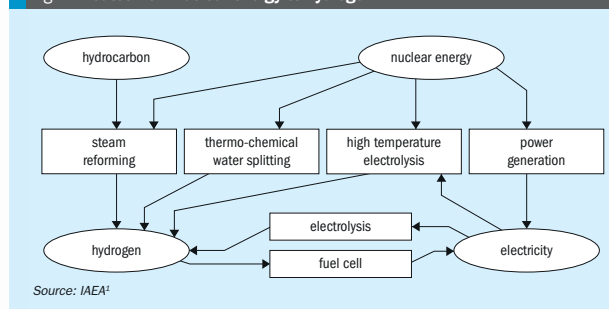 hydrocarbon
nuclear energy
steam
reforming
thermo-chemical
water splitting
high temperature
electrolysis
power
generation
electrolysis
hydrogen
electricity
fuel cell
Source: IAEA¹